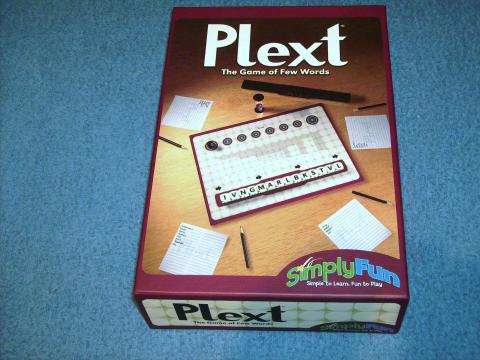 Plext
The Game of Few Words
IVNGMARLBKSTVL
SimplyFun
Simple to Learn, Fun to Play
Plext
The Game of Few Words
SimplyFun